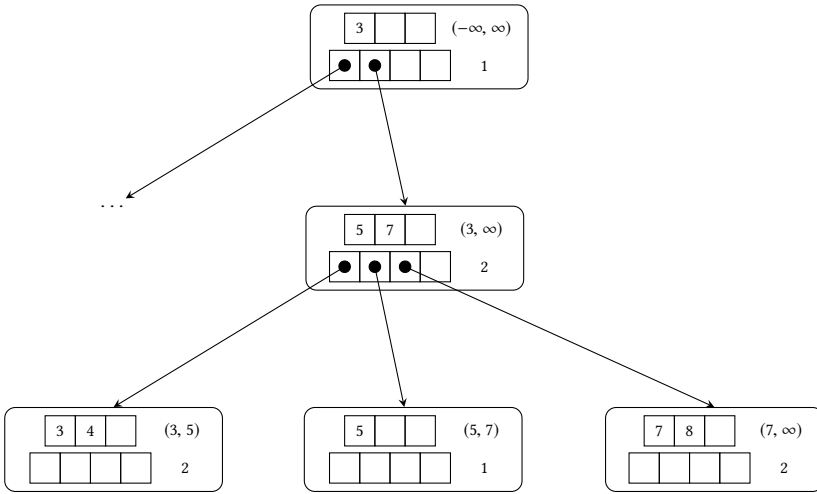 3 (−∞, ∞)
1
...
5 7 (3, ∞)
2
3 4 (3, 5)
2
5 (5, 7)
1
7 8 (7, ∞)
2